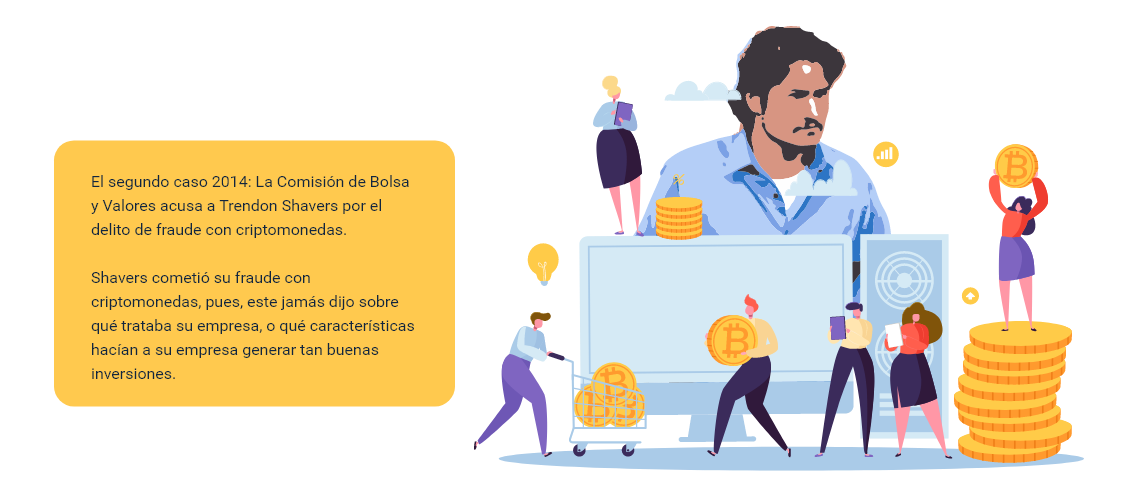 El segundo caso 2014: La Comisión de Bolsa
y Valores acusa a Trendon Shavers por el
delito de fraude con criptomonedas.
Shavers cometió su fraude con
criptomonedas, pues, este jamás dijo sobre
qué trataba su empresa, o qué características
hacían a su empresa generar tan buenas
inversiones.